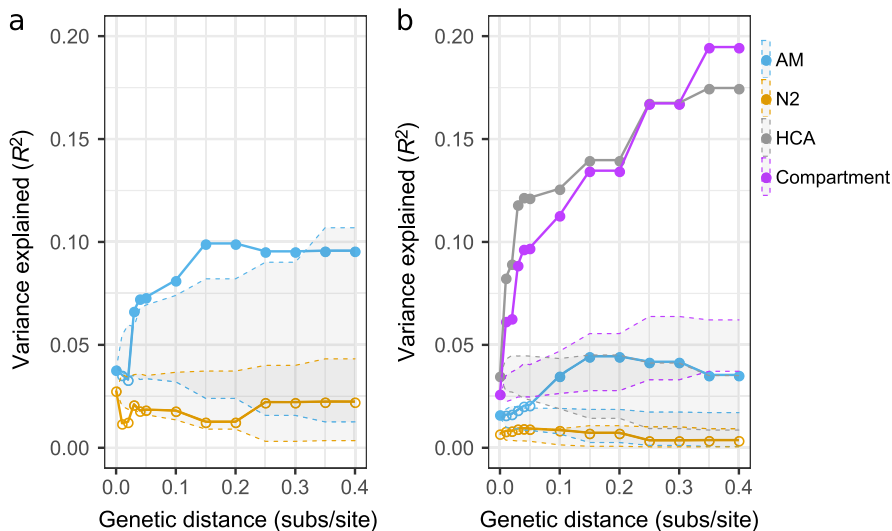 a
b
0.20
0.15
0.10
0.05
0.00
Variance explained (R²)
0.0 0.1 0.2 0.3 0.4
Genetic distance (subs/site)
0.20
0.15
0.10
0.05
0.00
Variance explained (R²)
0.0 0.1 0.2 0.3 0.4
Genetic distance (subs/site)
AM
N2
HCA
Compartment